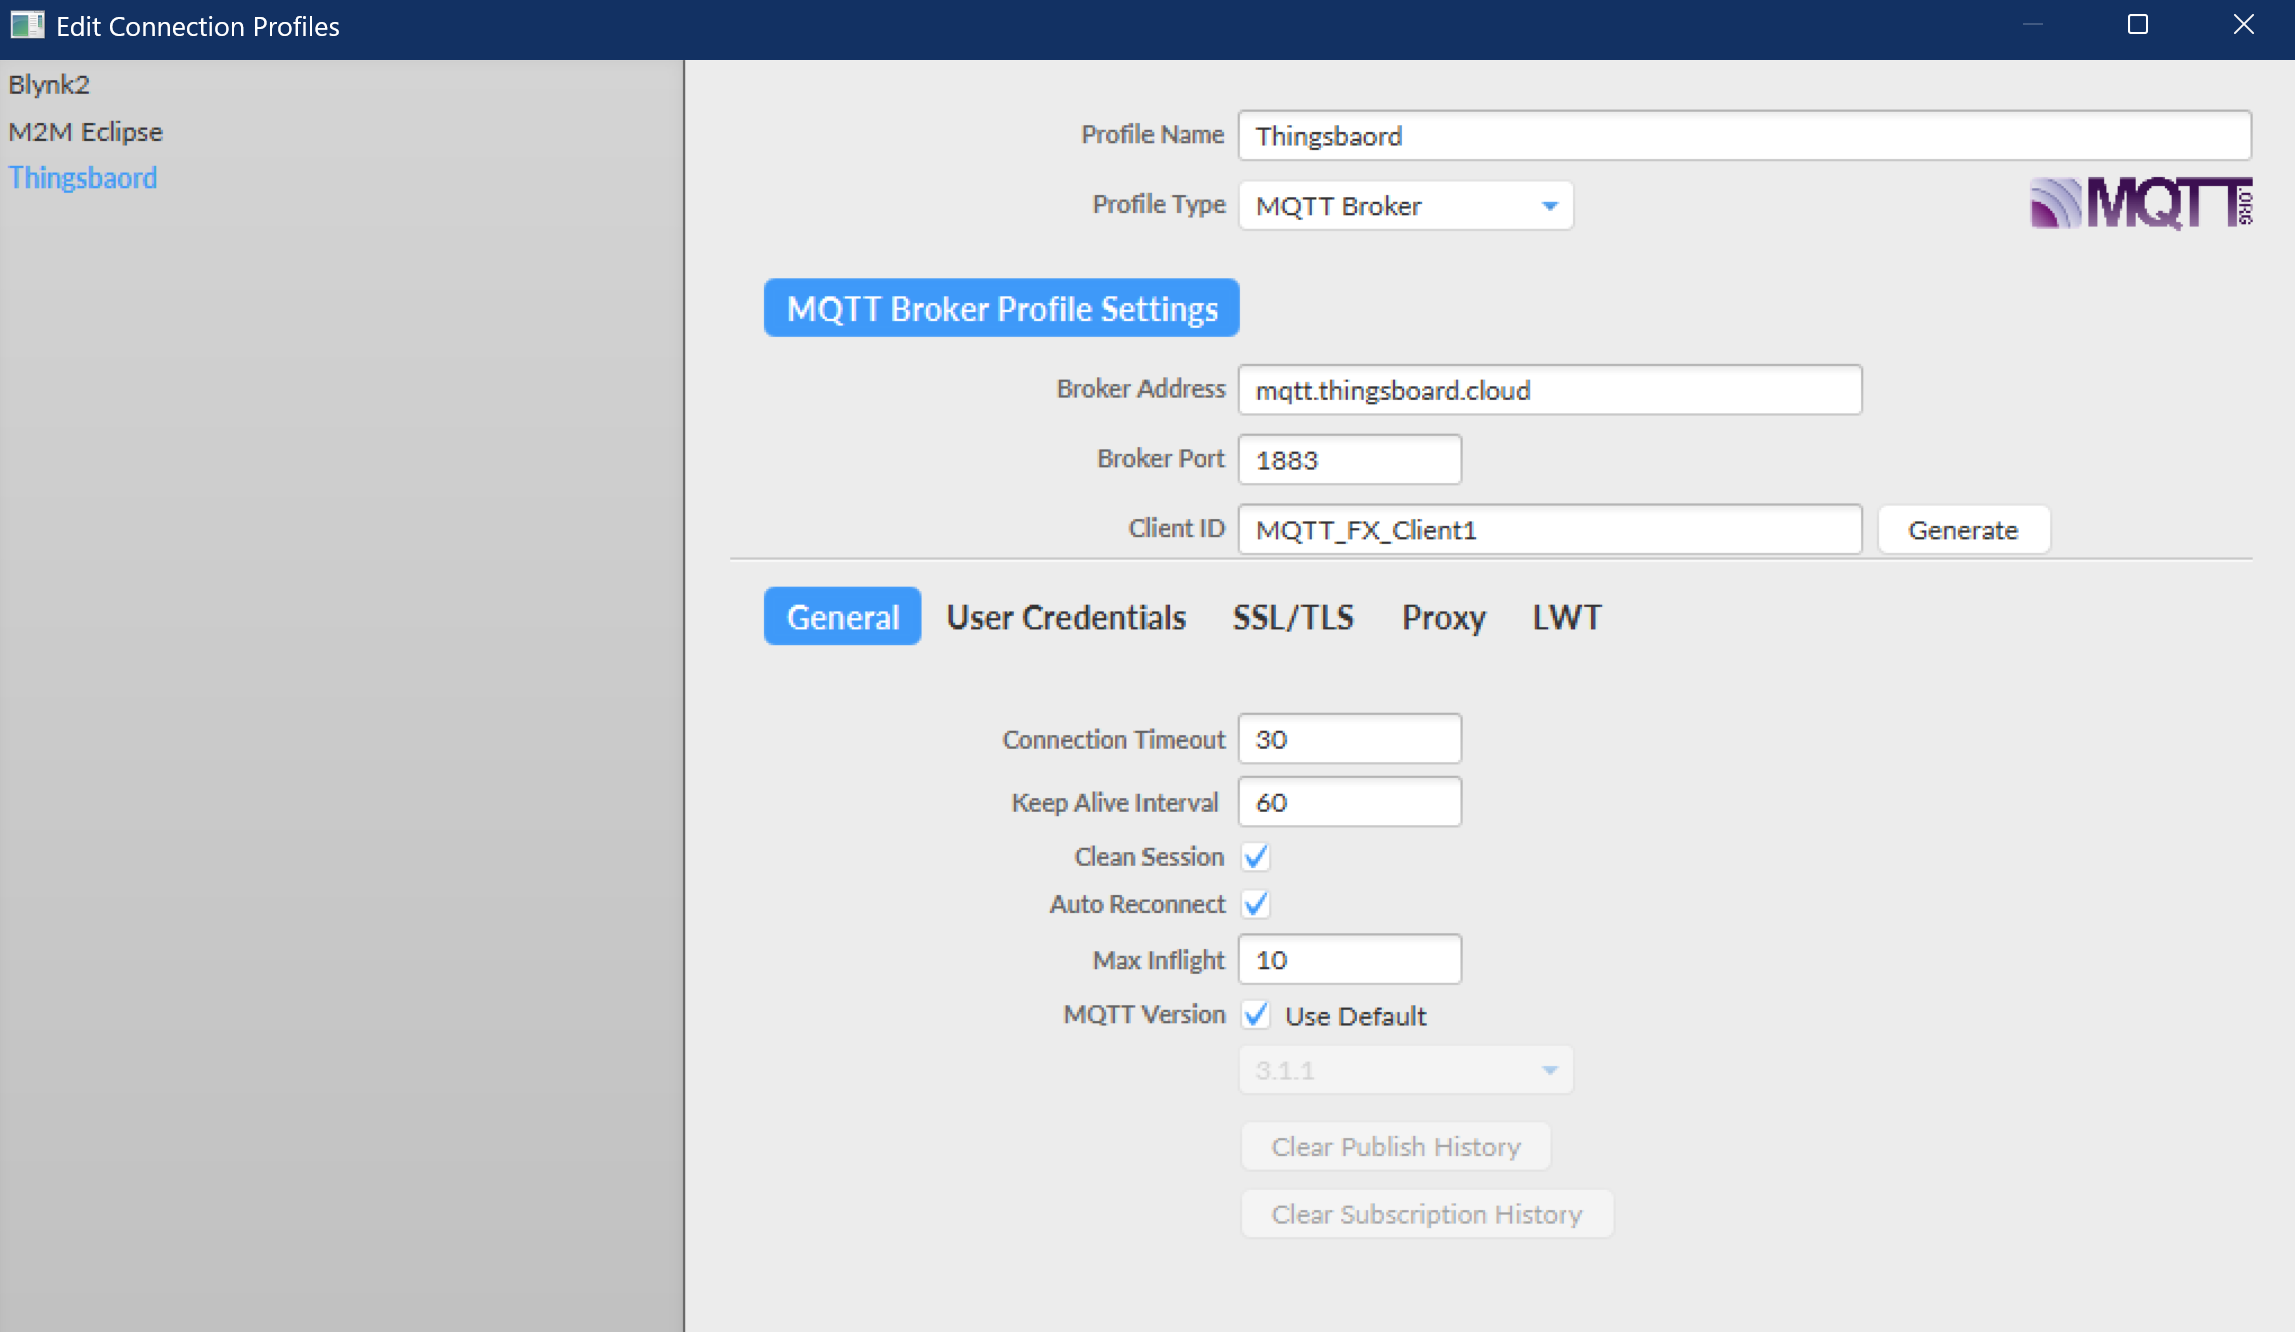 Edit Connection Profiles
Blynk2
M2M Eclipse
Thingsbaord
Profile Name Thingsbaord
Profile Type MQTT Broker
MQTT.ORG
MQTT Broker Profile Settings
Broker Address mqtt.thingsboard.cloud
Broker Port 1883
Client ID MQTT_FX_Client1 Generate
General User Credentials SSL/TLS Proxy LWT
Connection Timeout 30
Keep Alive Interval 60
Clean Session
Auto Reconnect
Max Inflight 10
MQTT Version Use Default
3.1.1
Clear Publish History
Clear Subscription History